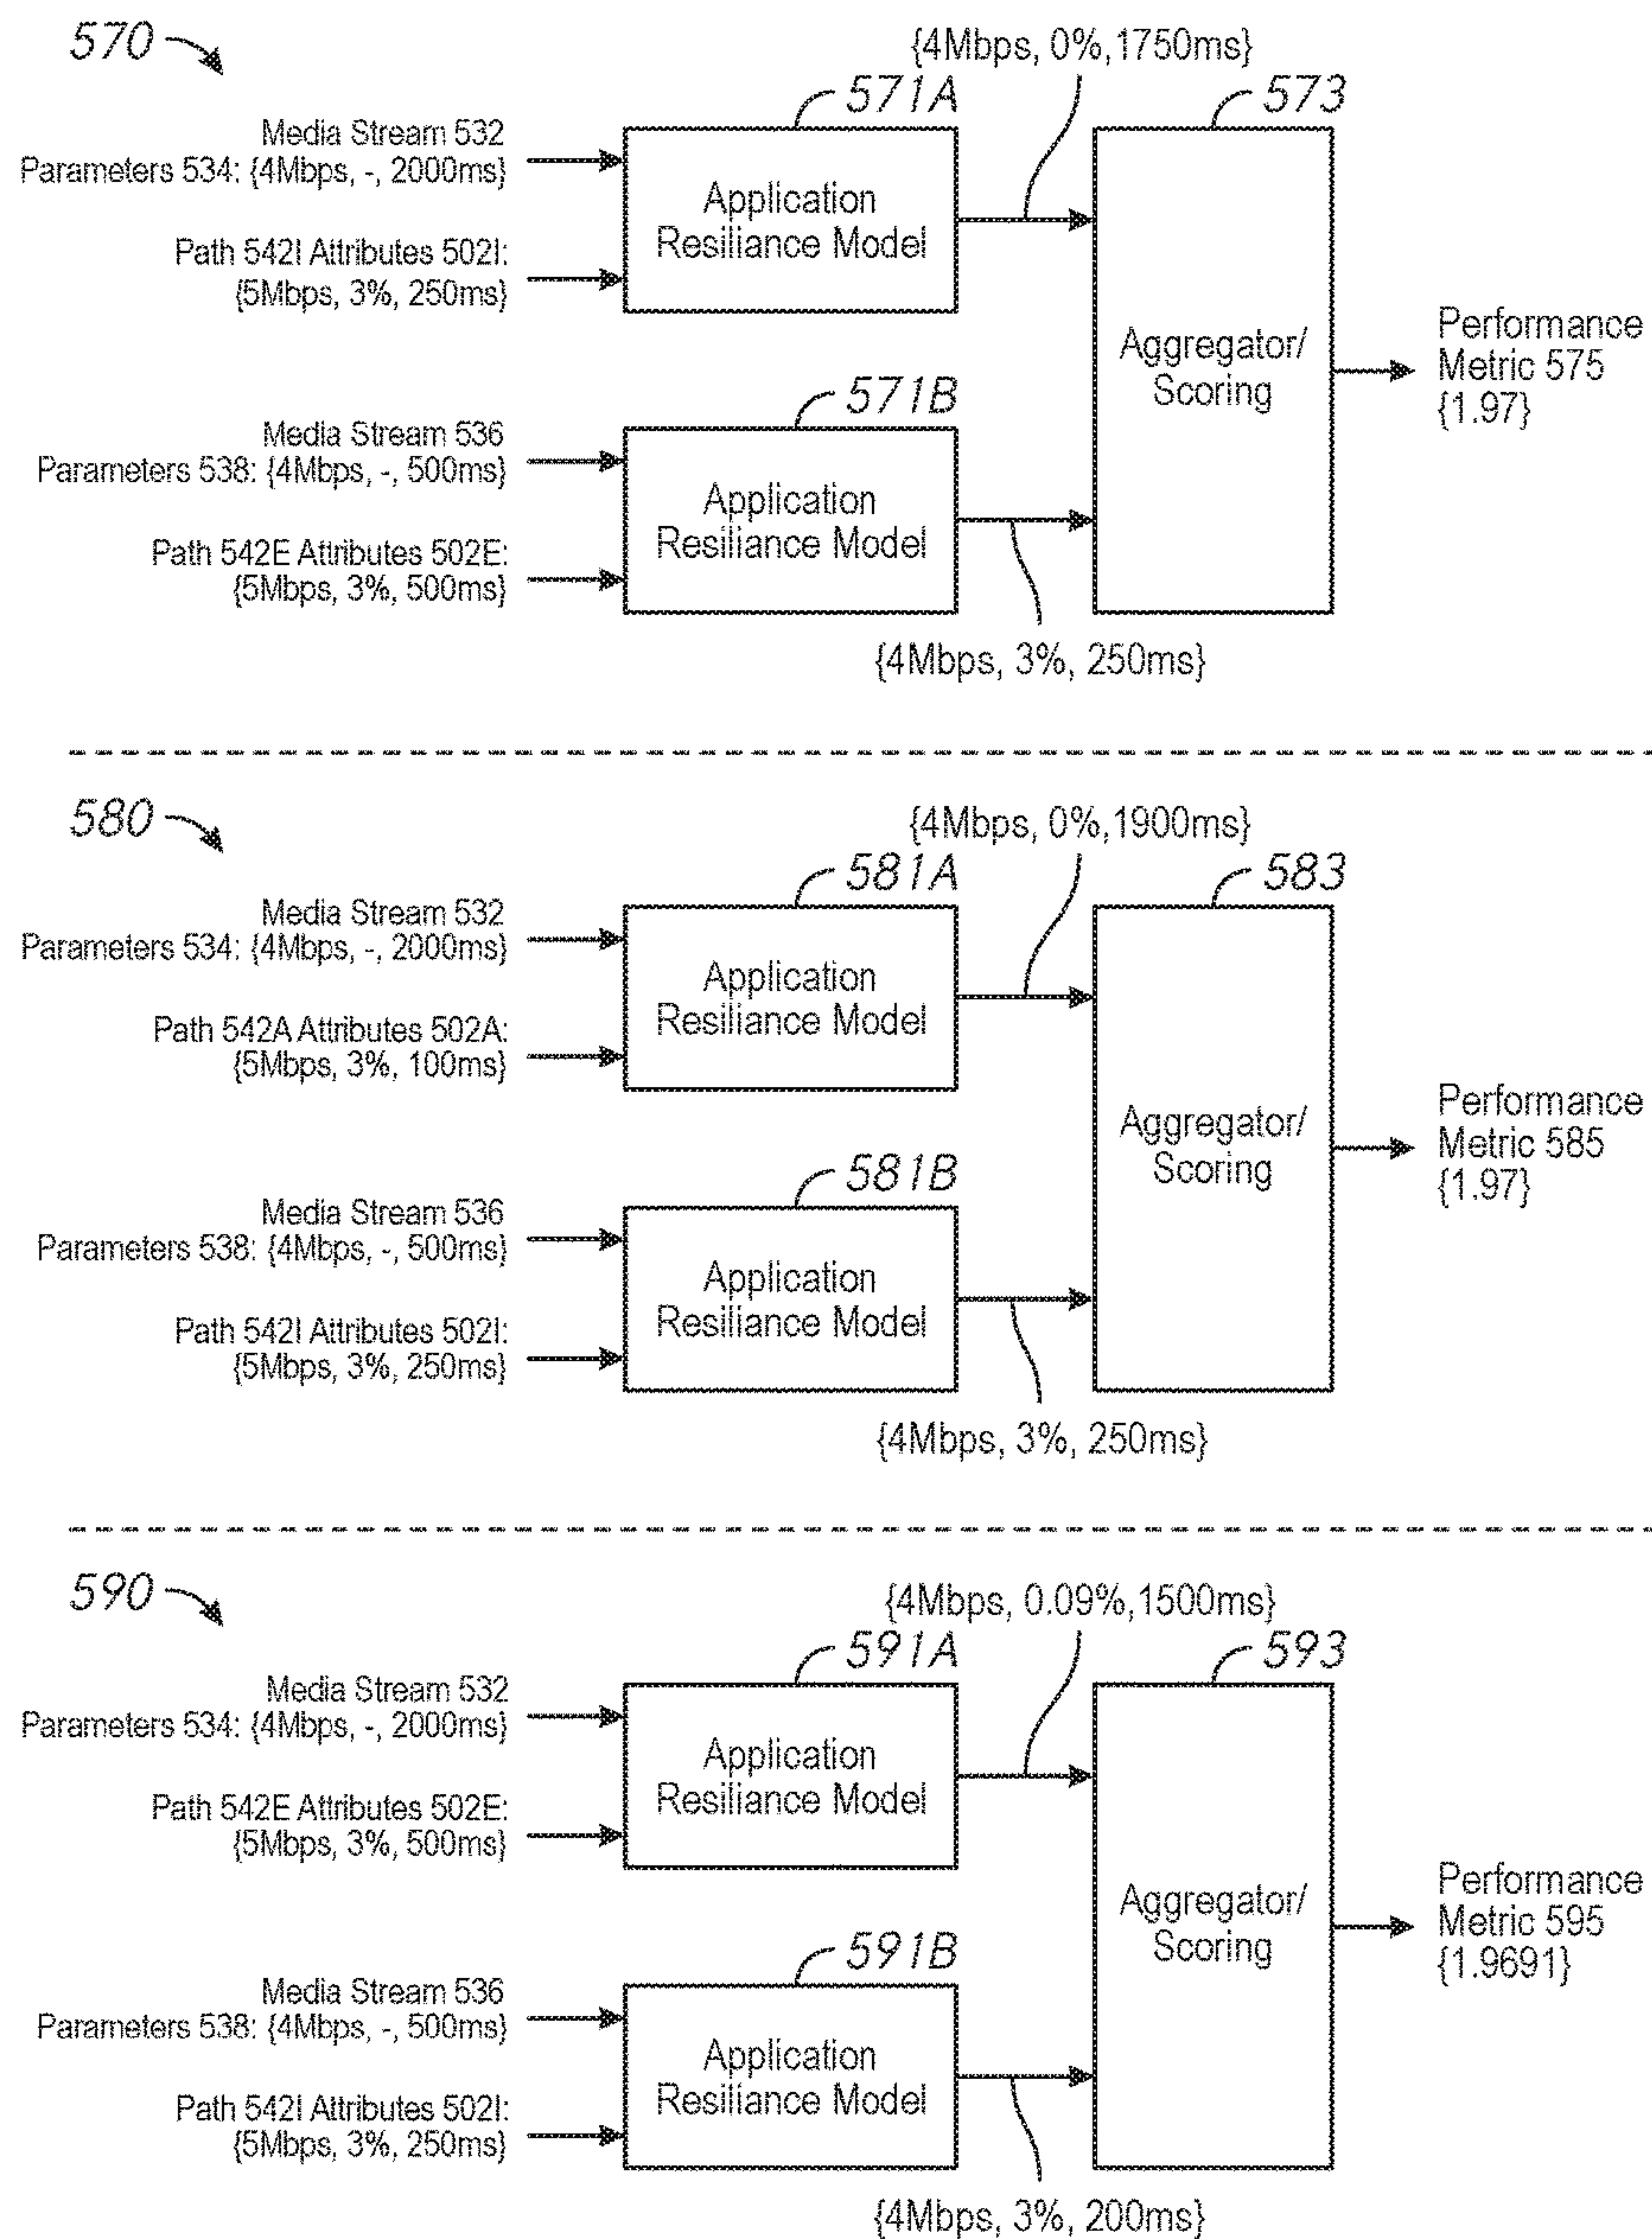 570
{4Mbps, 0%,1750ms}
571A
573
Media Stream 532
Parameters 534: {4Mbps, -, 2000ms}
Application
Resiliance Model
Path 542I Attributes 502I:
{5Mbps, 3%, 250ms}
Aggregator/
Scoring
Performance
Metric 575
{1.97}
571B
Media Stream 536
Parameters 538: {4Mbps, -, 500ms}
Application
Resiliance Model
Path 542E Attributes 502E:
{5Mbps, 3%, 500ms}
{4Mbps, 3%, 250ms}
580
{4Mbps, 0%,1900ms}
581A
583
Media Stream 532
Parameters 534: {4Mbps, -, 2000ms}
Application
Resiliance Model
Path 542A Attributes 502A:
{5Mbps, 3%, 100ms}
Aggregator/
Scoring
Performance
Metric 585
{1.97}
581B
Media Stream 536
Parameters 538: {4Mbps, -, 500ms}
Application
Resiliance Model
Path 542I Attributes 502I:
{5Mbps, 3%, 250ms}
{4Mbps, 3%, 250ms}
590
{4Mbps, 0.09%,1500ms}
591A
593
Media Stream 532
Parameters 534: {4Mbps, -, 2000ms}
Application
Resiliance Model
Path 542E Attributes 502E:
{5Mbps, 3%, 500ms}
Aggregator/
Scoring
Performance
Metric 595
{1.9691}
591B
Media Stream 536
Parameters 538: {4Mbps, -, 500ms}
Application
Resiliance Model
Path 542I Attributes 502I:
{5Mbps, 3%, 250ms}
{4Mbps, 3%, 200ms}